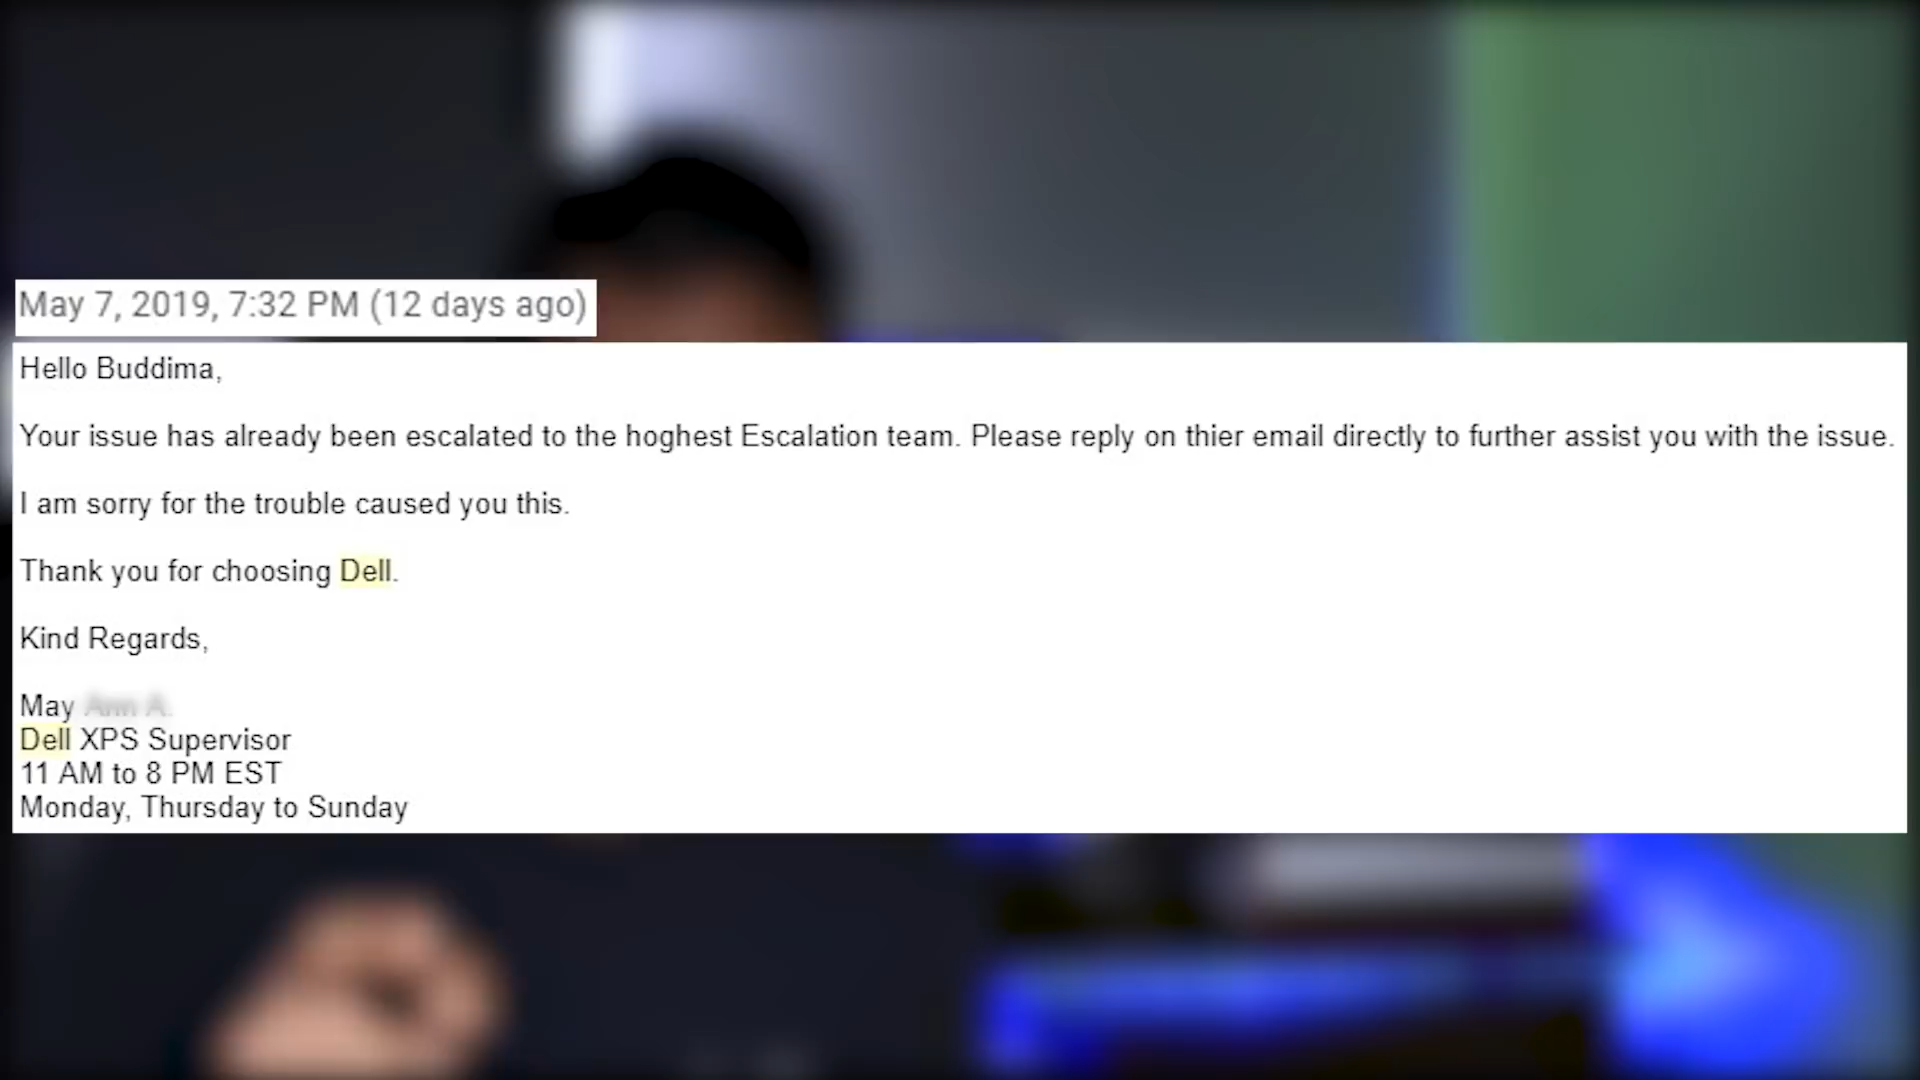 May 7, 2019, 7:32 PM (12 days ago)
Hello Buddima,
Your issue has already been escalated to the hoghest Escalation team. Please reply on thier email directly to further assist you with the issue.
I am sorry for the trouble caused you this.
Thank you for choosing Dell.
Kind Regards,
May
Dell XPS Supervisor
11 AM to 8 PM EST
Monday, Thursday to Sunday